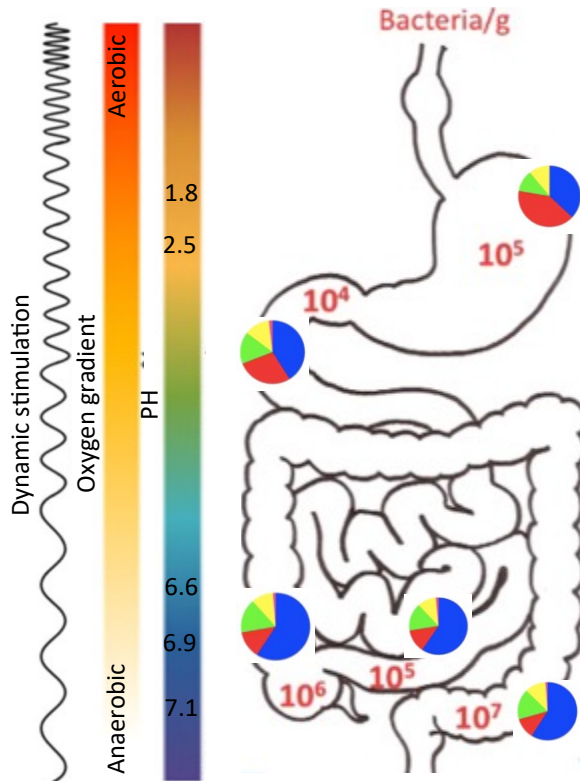 Bacteria/g
Aerobic
1.8
2.5
10⁵
10⁴
Dynamic stimulation
Oxygen gradient
PH
6.6
6.9
7.1
Anaerobic
10⁵
10⁶
10⁷